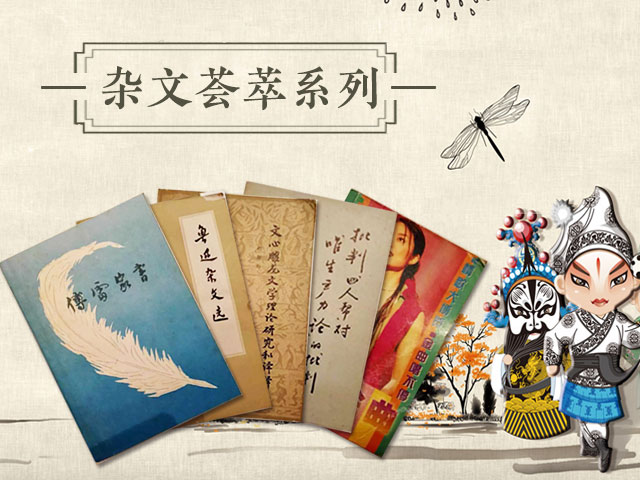 杂文荟萃系列
傅雷家書
鲁迅杂文选
文心雕龙文学理论研究和译释
批判四人帮对
唯生产力论的批判